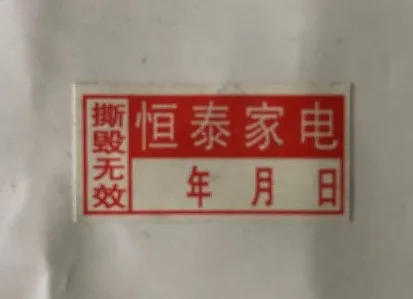 撕毁无效
恒泰家电
年 月 日